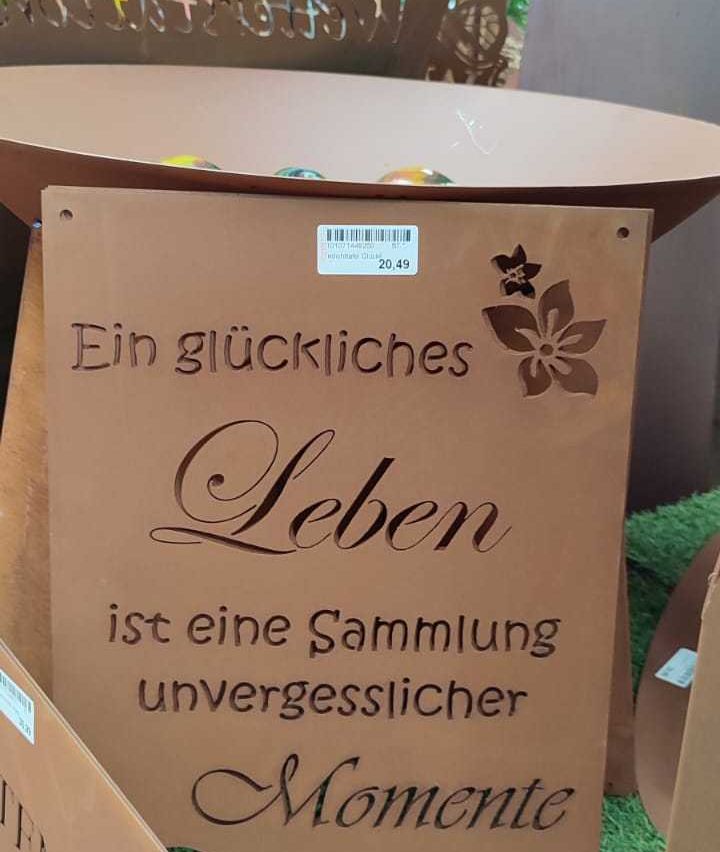 20,49
Ein glückliches
Leben
ist eine Sammlung
unvergesslicher
Momente